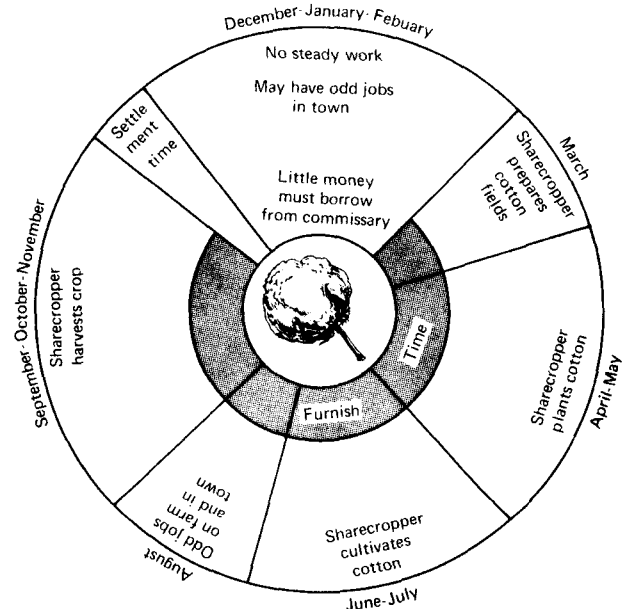 December-January-Febuary
No steady work
May have odd jobs
in town
Little money
must borrow
from commissary
March
Sharecropper
prepares
cotton
fields
April-May
Sharecropper
plants cotton
June-July
Sharecropper
cultivates
cotton
August
Odd jobs
on farm
and in
town
September-October-November
Sharecropper
harvests crop
Settle
ment
time
Furnish
Time